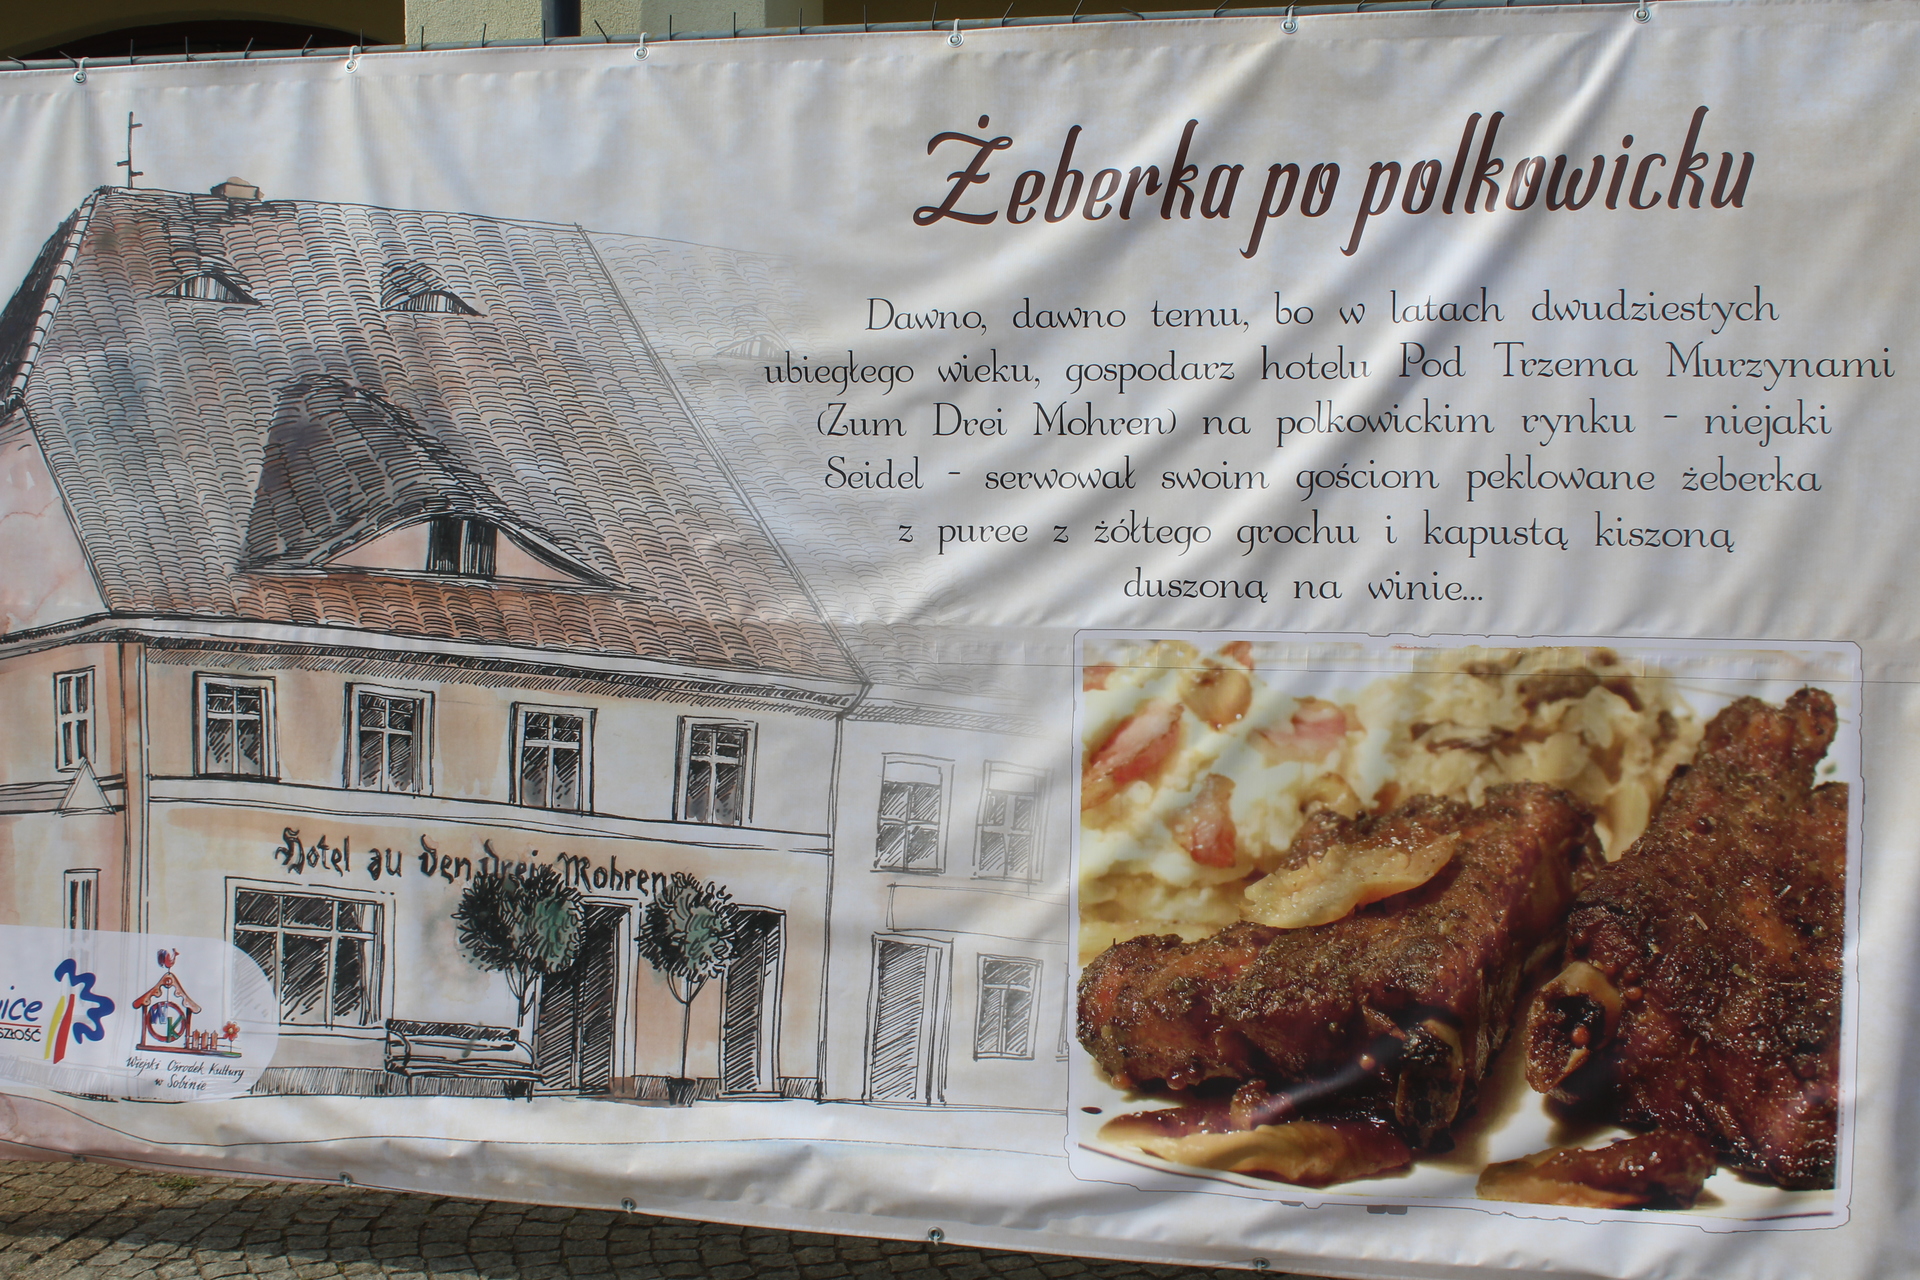 Żeberka po polkowicku
Dawno, dawno temu, bo w latach dwudziestych
ubiegłego wieku, gospodarz hotelu Pod Trzema Murzynami
(Zum Drei Mohren) na polkowickim rynku - niejaki
Seidel - serwował swoim gościom peklowane żeberka
z puree z żółtego grochu i kapustą kiszoną
duszoną na winie...
Hotel zu den drei Mohren
Wiejski Ośrodek Kultury
w Sobinie